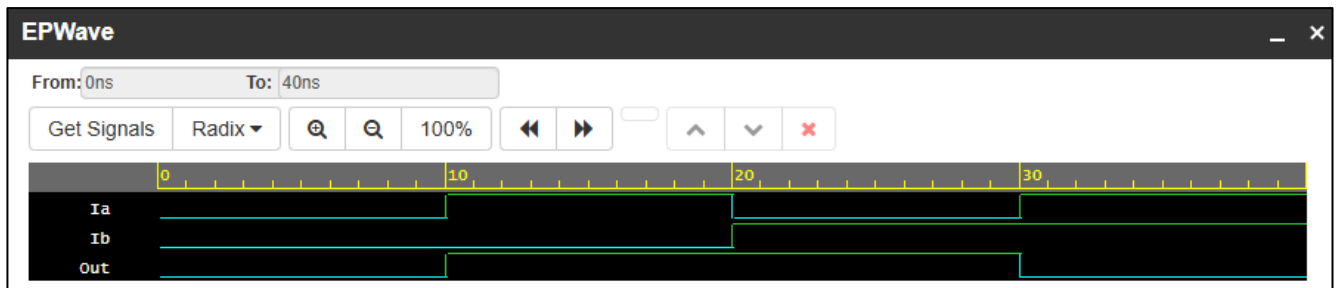 EPWave
From: 0ns To: 40ns
Get Signals Radix 100%
0 10 20 30
Ia
Ib
Out